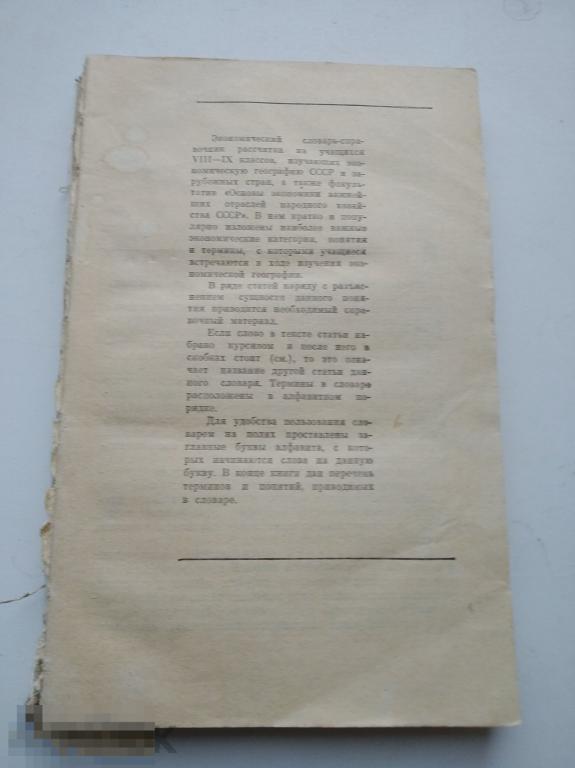 Экономический словарь-спра-
вочник рассчитан на учащихся
VIII—IX классов, изучающих эко-
номическую географию СССР и за-
рубежных стран, а также факуль-
татив «Основы экономики важней-
ших отраслей народного хозяй-
ства СССР». В нем кратко и попу-
лярно изложены наиболее важные
экономические категории, понятия
и термины, с которыми учащиеся
встречаются в ходе изучения эко-
номической географии.
В ряде статей наряду с разъяс-
нением сущности данного поня-
тия приводится необходимый спра-
вочный материал.
Если слово в тексте статьи на-
брано курсивом и после него в
скобках стоит (см.), то это озна-
чает название другой статьи дан-
ного словаря. Термины в словаре
расположены в алфавитном по-
рядке.
Для удобства пользования сло-
варем на полях проставлены за-
главные буквы алфавита, с кото-
рых начинаются слова на данную
букву. В конце книги дан перечень
терминов и понятий, приводимых
в словаре.